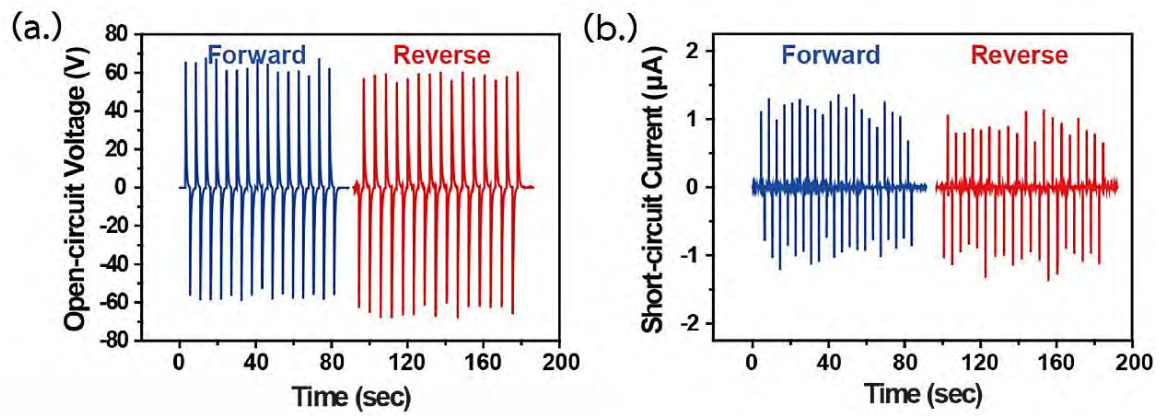 (a.)
Open-circuit Voltage (V)
80
60
40
20
0
-20
-40
-60
-80
Forward
Reverse
0
40
80
120
160
200
Time (sec)
(b.)
Short-circuit Current (µA)
2
1
0
-1
-2
Forward
Reverse
0
40
80
120
160
200
Time (sec)